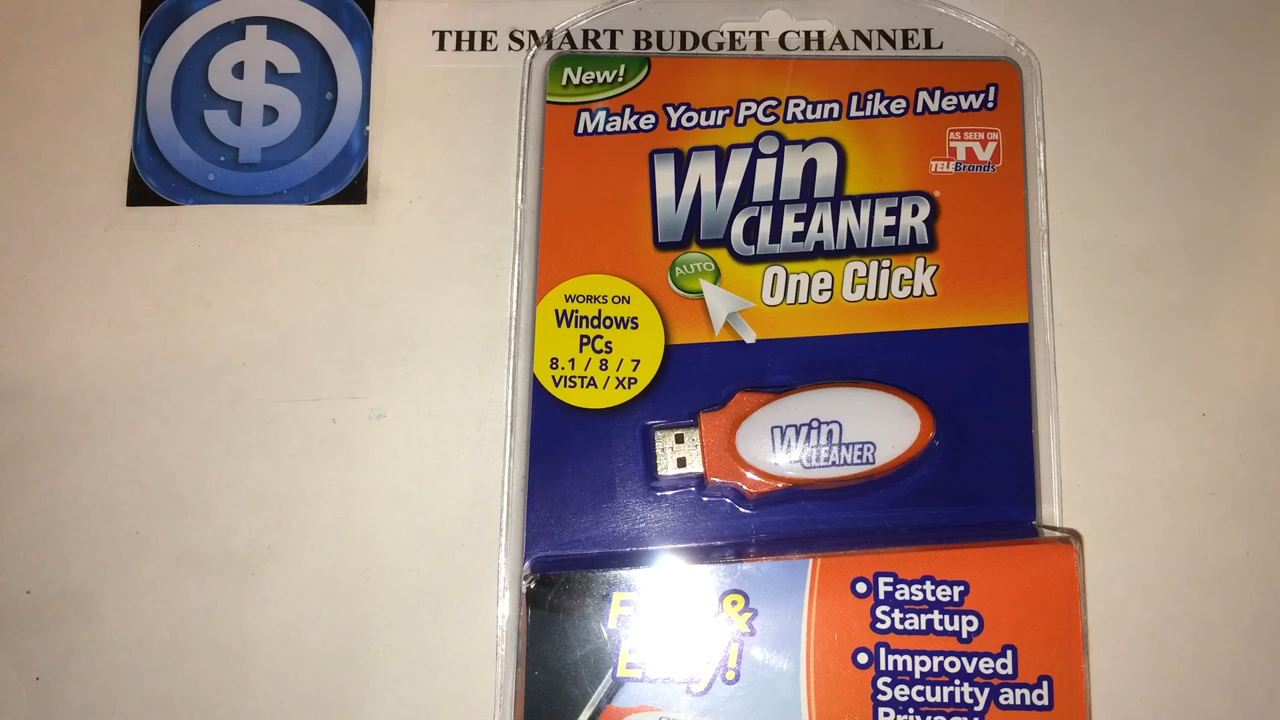 THE SMART BUDGET CHANNEL
$
New!
Make Your PC Run Like New!
AS SEEN ON
TV
TELEBrands
Win
CLEANER®
AUTO
One Click
WORKS ON
Windows
PCs
8.1 / 8 / 7
VISTA / XP
Win
CLEANER
&
• Faster
Startup
• Improved
Security and
Privacy